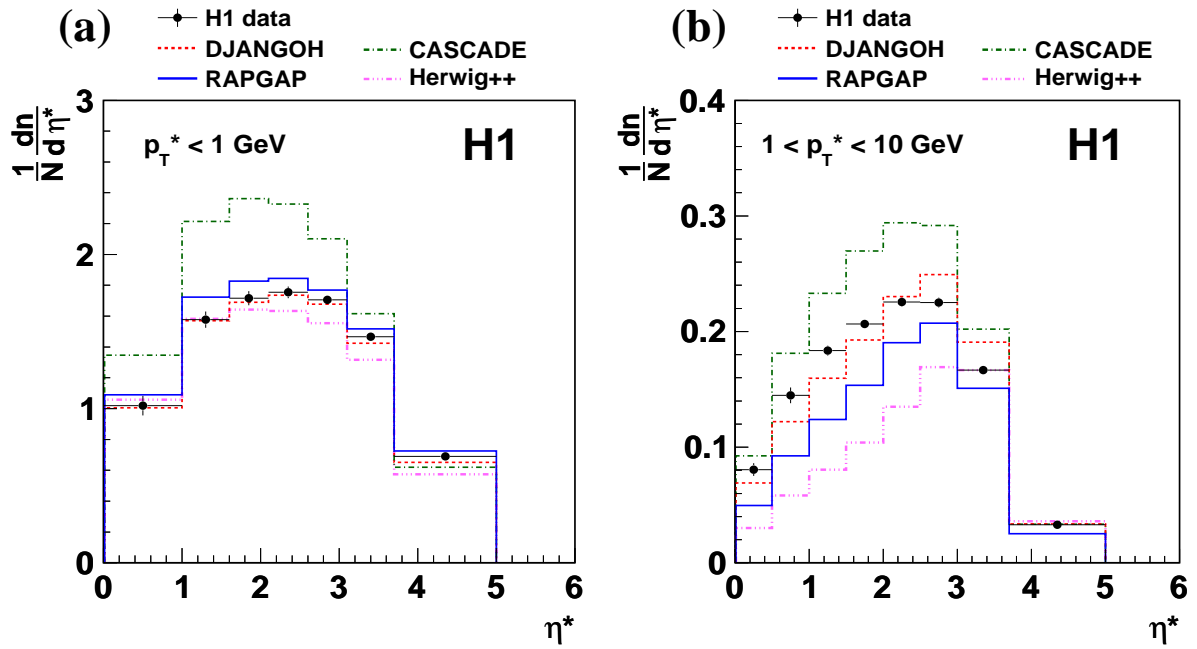 (a)
H1 data
DJANGOH
CASCADE
RAPGAP
Herwig++
1/N dn/d η*
p_T* < 1 GeV
H1
3
2
1
0
0 1 2 3 4 5 6
η*
(b)
H1 data
DJANGOH
CASCADE
RAPGAP
Herwig++
1/N dn/d η*
1 < p_T* < 10 GeV
H1
0.4
0.3
0.2
0.1
0
0 1 2 3 4 5 6
η*